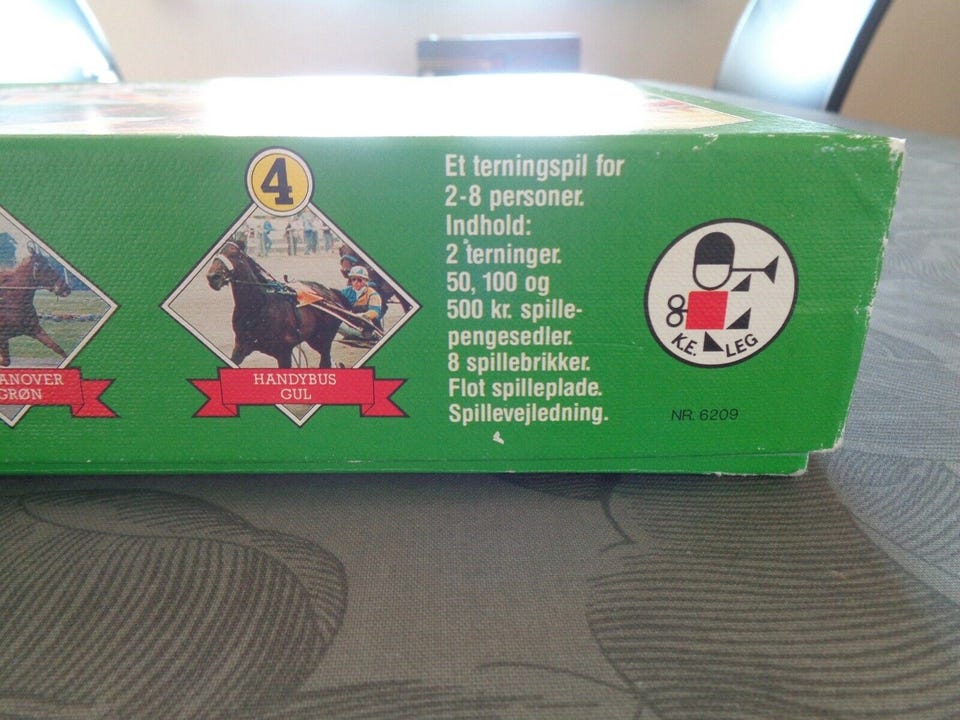 4
ANOVER
GRØN
HANDYBUS
GUL
Et terningspil for
2-8 personer.
Indhold:
2 terninger.
50, 100 og
500 kr. spille-
pengesedler.
8 spillebrikker.
Flot spilleplade.
Spillevejledning.
K.E. LEG
NR. 6209